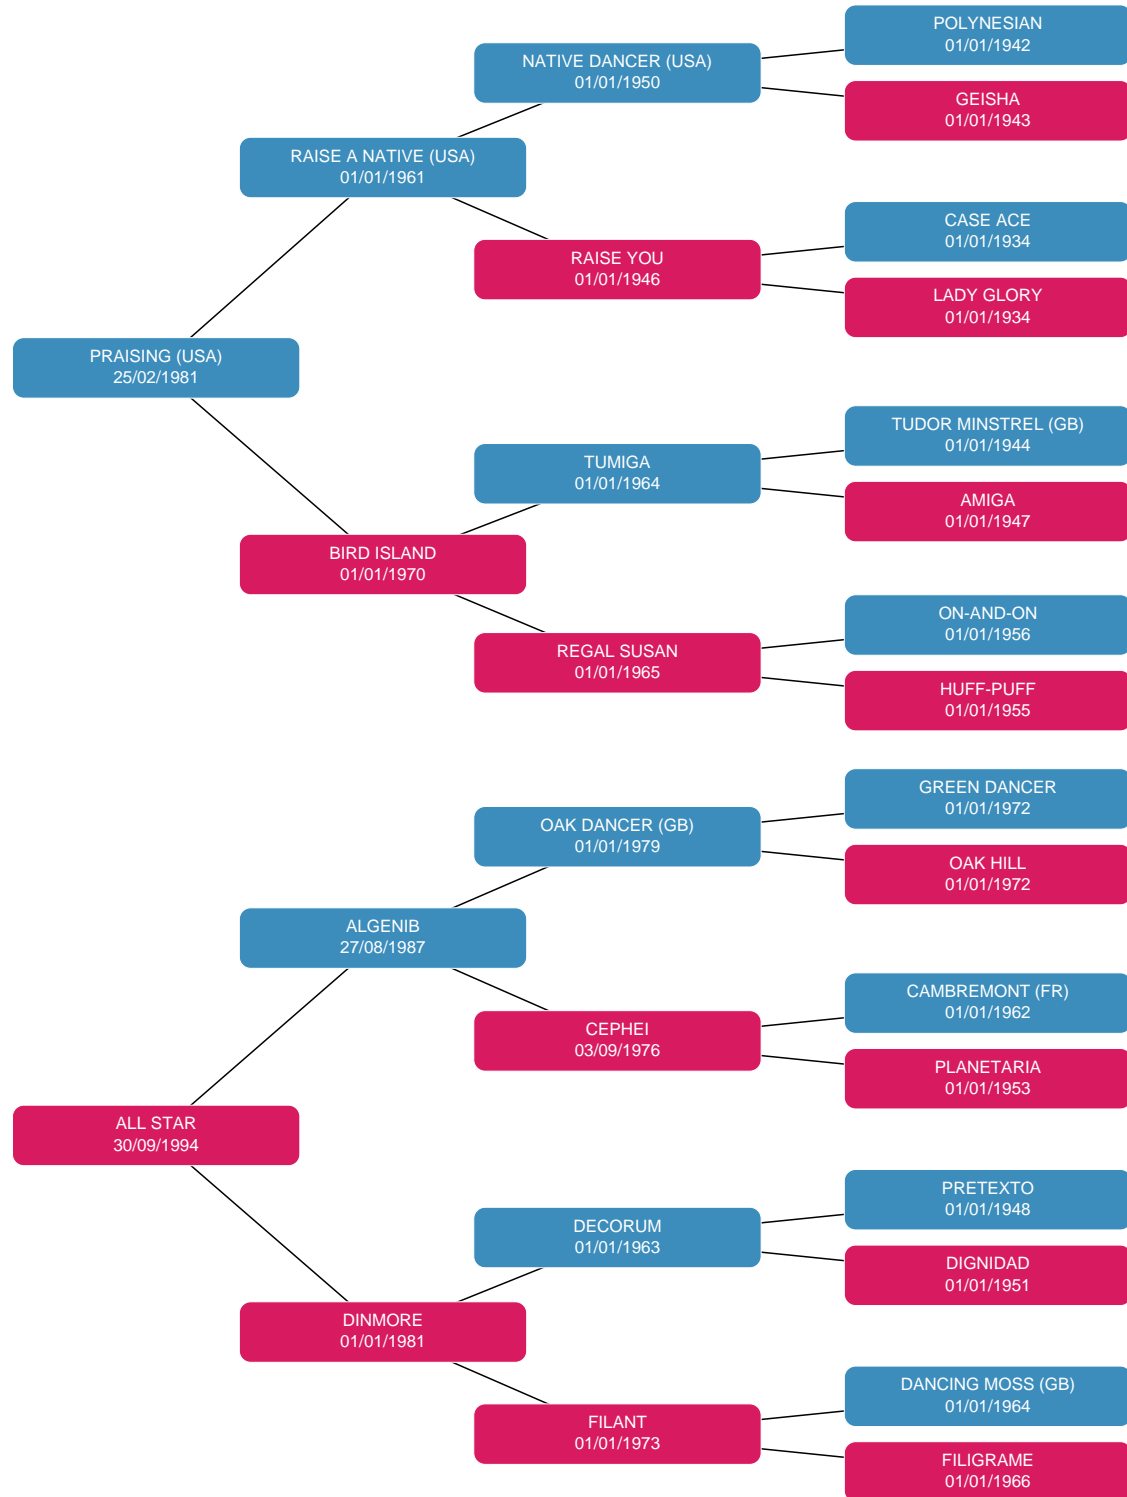 POLYNESIAN
01/01/1942
NATIVE DANCER (USA)
01/01/1950
GEISHA
01/01/1943
RAISE A NATIVE (USA)
01/01/1961
CASE ACE
01/01/1934
RAISE YOU
01/01/1946
LADY GLORY
01/01/1934
PRAISING (USA)
25/02/1981
TUDOR MINSTREL (GB)
01/01/1944
TUMIGA
01/01/1964
AMIGA
01/01/1947
BIRD ISLAND
01/01/1970
ON-AND-ON
01/01/1956
REGAL SUSAN
01/01/1965
HUFF-PUFF
01/01/1955
GREEN DANCER
01/01/1972
OAK DANCER (GB)
01/01/1979
OAK HILL
01/01/1972
ALGENIB
27/08/1987
CAMBREMONT (FR)
01/01/1962
CEPHEI
03/09/1976
PLANETARIA
01/01/1953
ALL STAR
30/09/1994
PRETEXTO
01/01/1948
DECORUM
01/01/1963
DIGNIDAD
01/01/1951
DINMORE
01/01/1981
DANCING MOSS (GB)
01/01/1964
FILANT
01/01/1973
FILIGRAME
01/01/1966